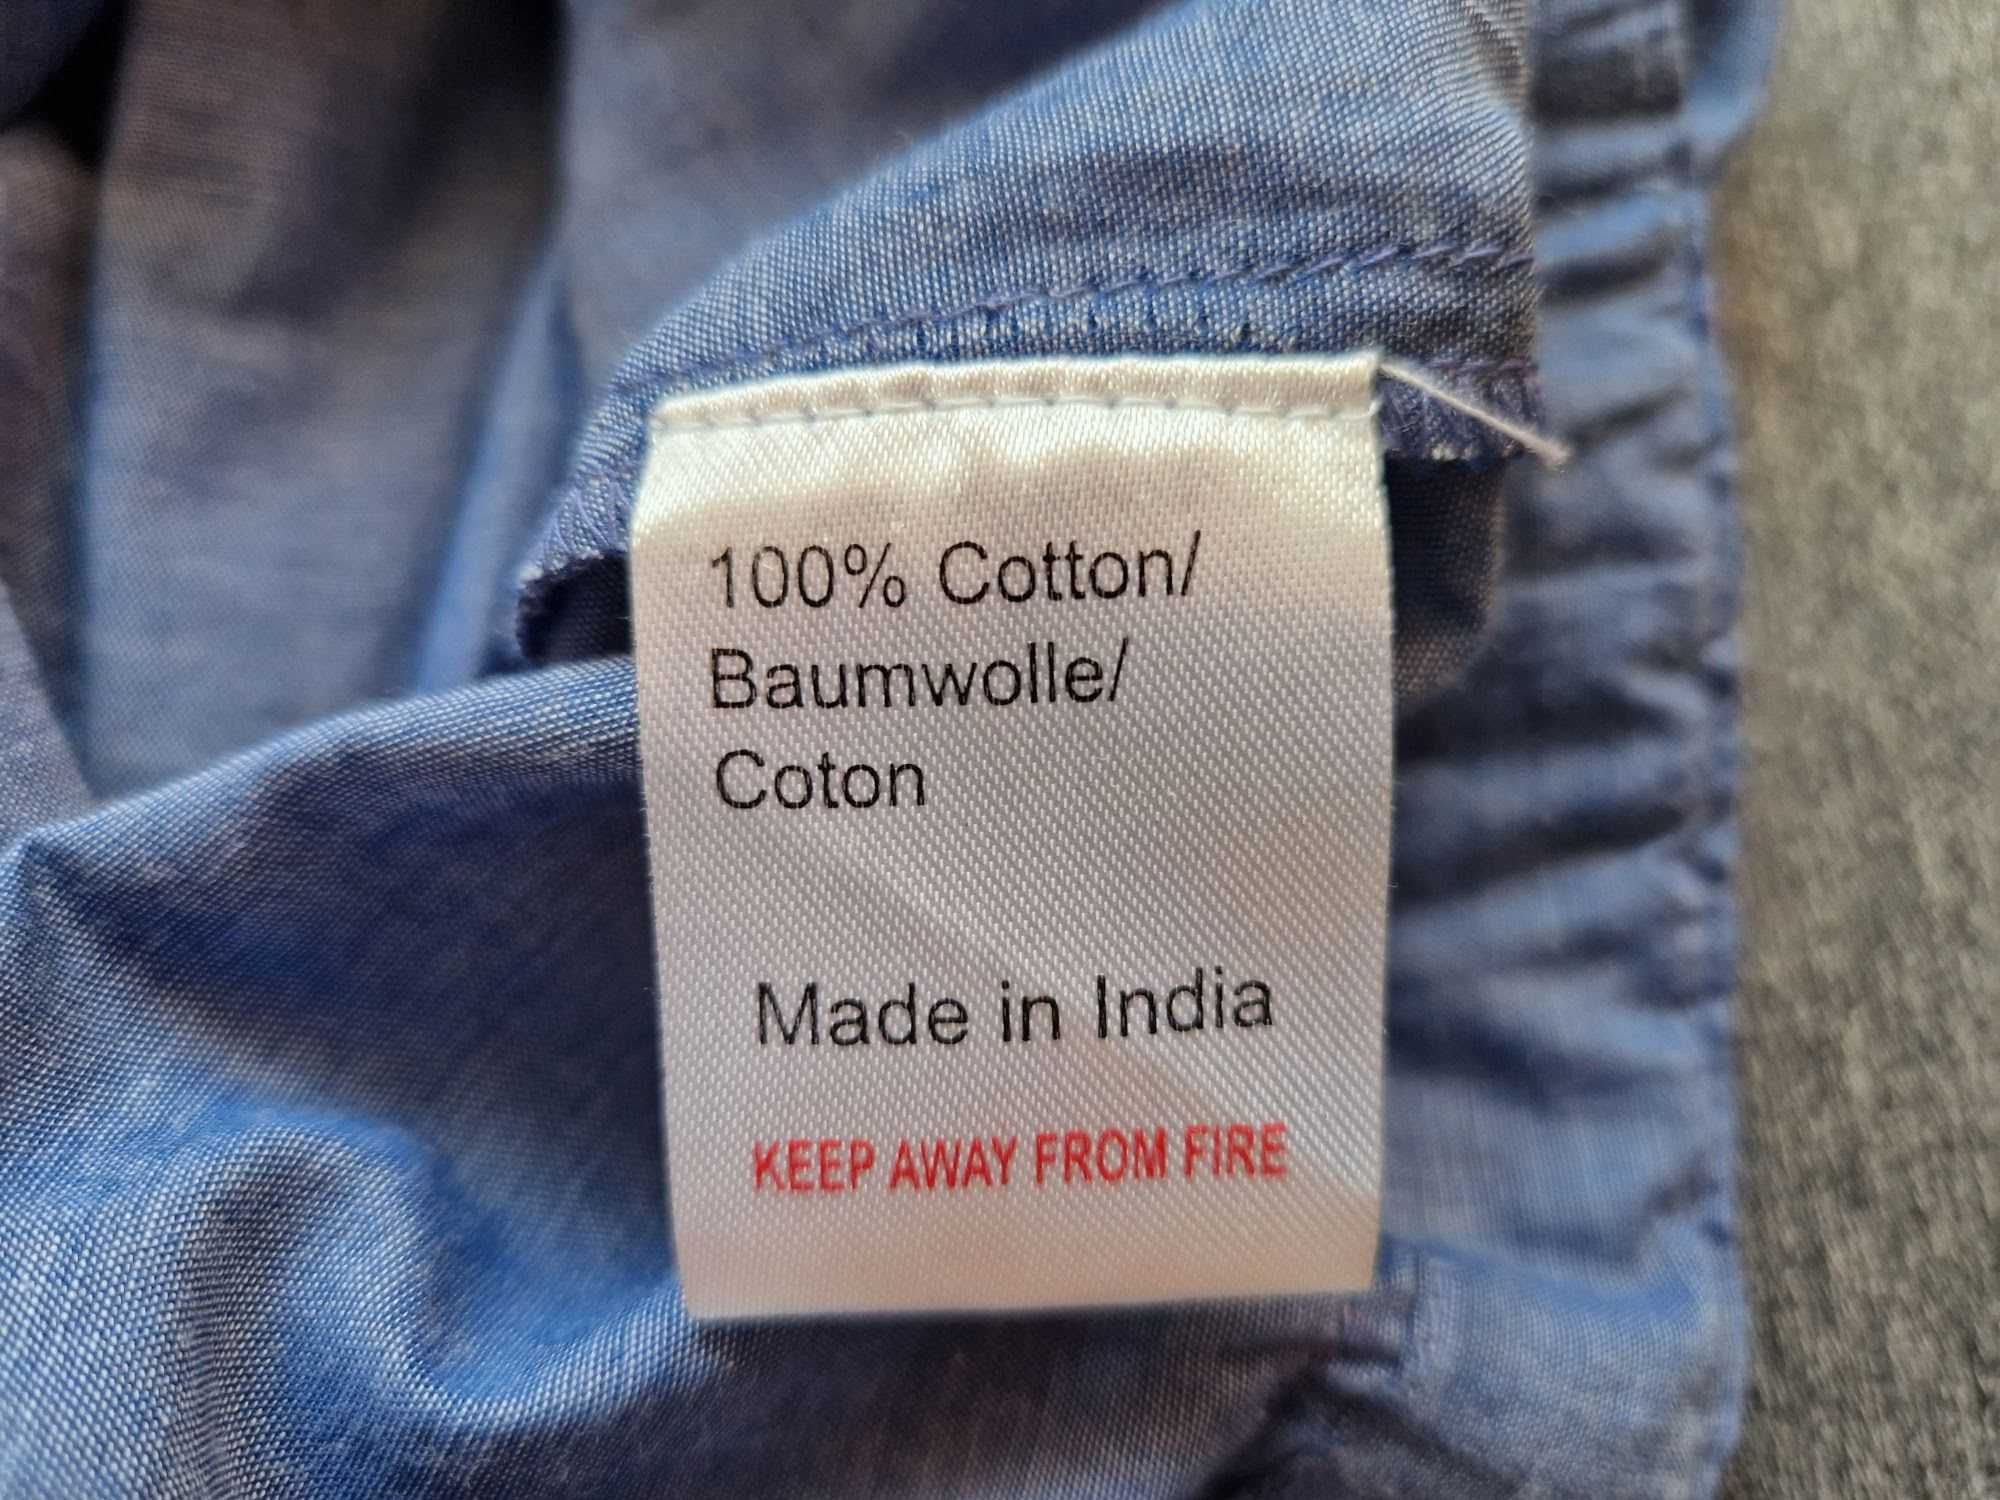 100% Cotton/
Baumwolle/
Coton
Made in India
KEEP AWAY FROM FIRE